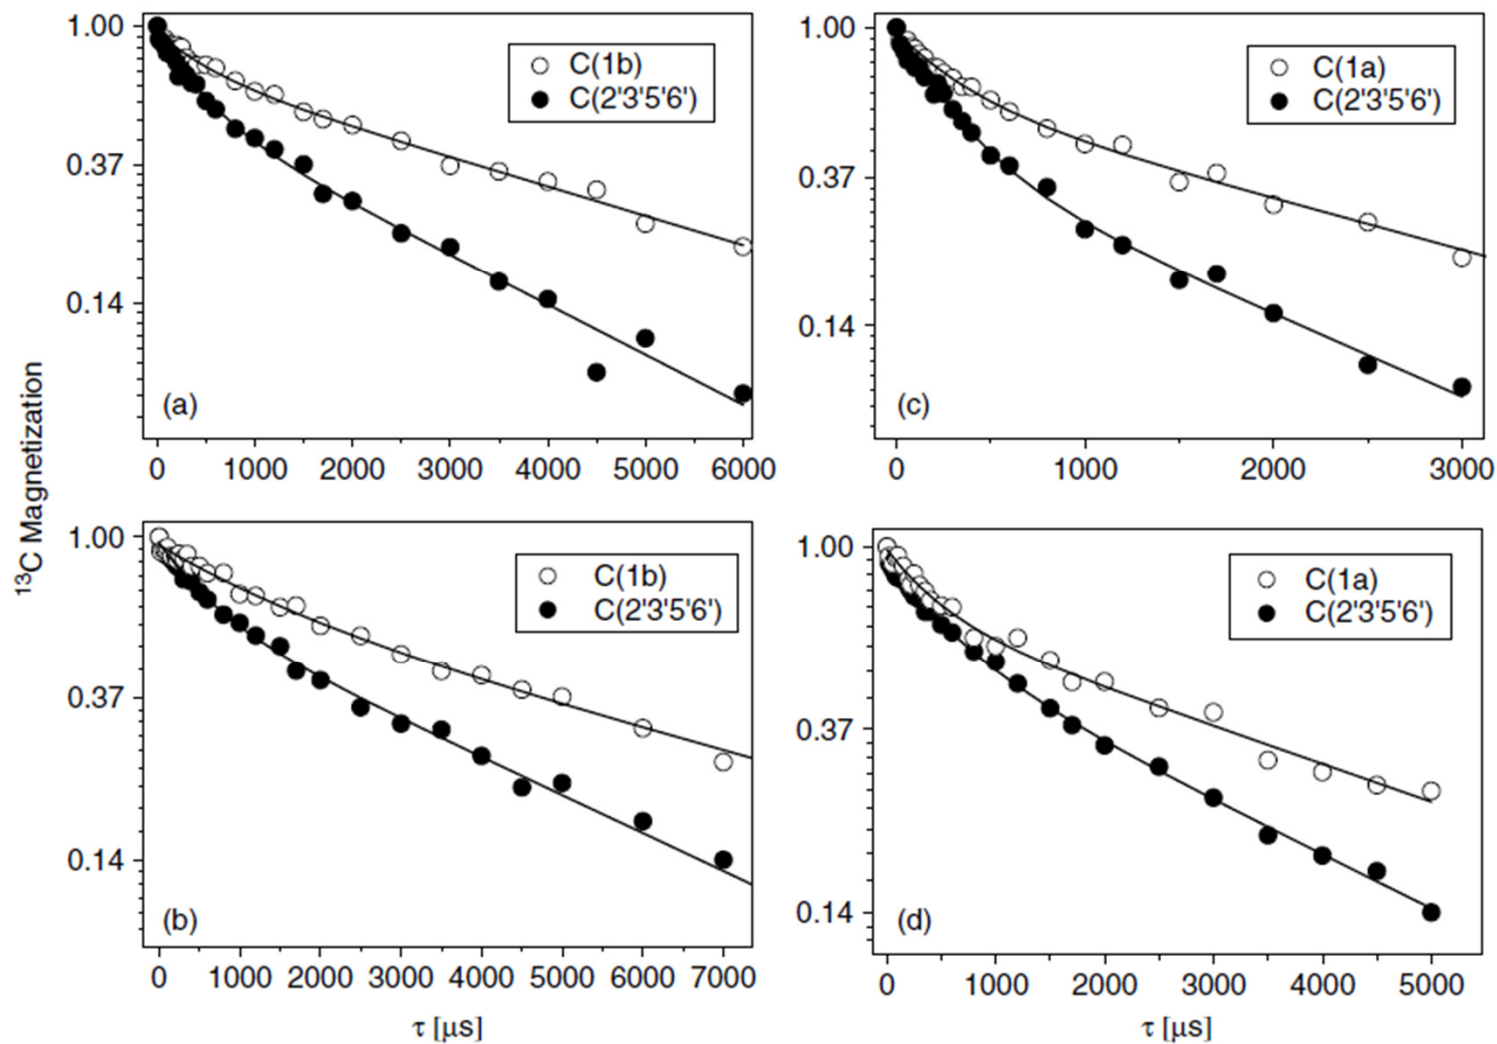 ¹³C Magnetization
1.00
0.37
0.14
C(1b)
C(2'3'5'6')
(a)
0 1000 2000 3000 4000 5000 6000
1.00
0.37
0.14
C(1a)
C(2'3'5'6')
(c)
0 1000 2000 3000
1.00
0.37
0.14
C(1b)
C(2'3'5'6')
(b)
0 1000 2000 3000 4000 5000 6000 7000
τ [μs]
1.00
0.37
0.14
C(1a)
C(2'3'5'6')
(d)
0 1000 2000 3000 4000 5000
τ [μs]